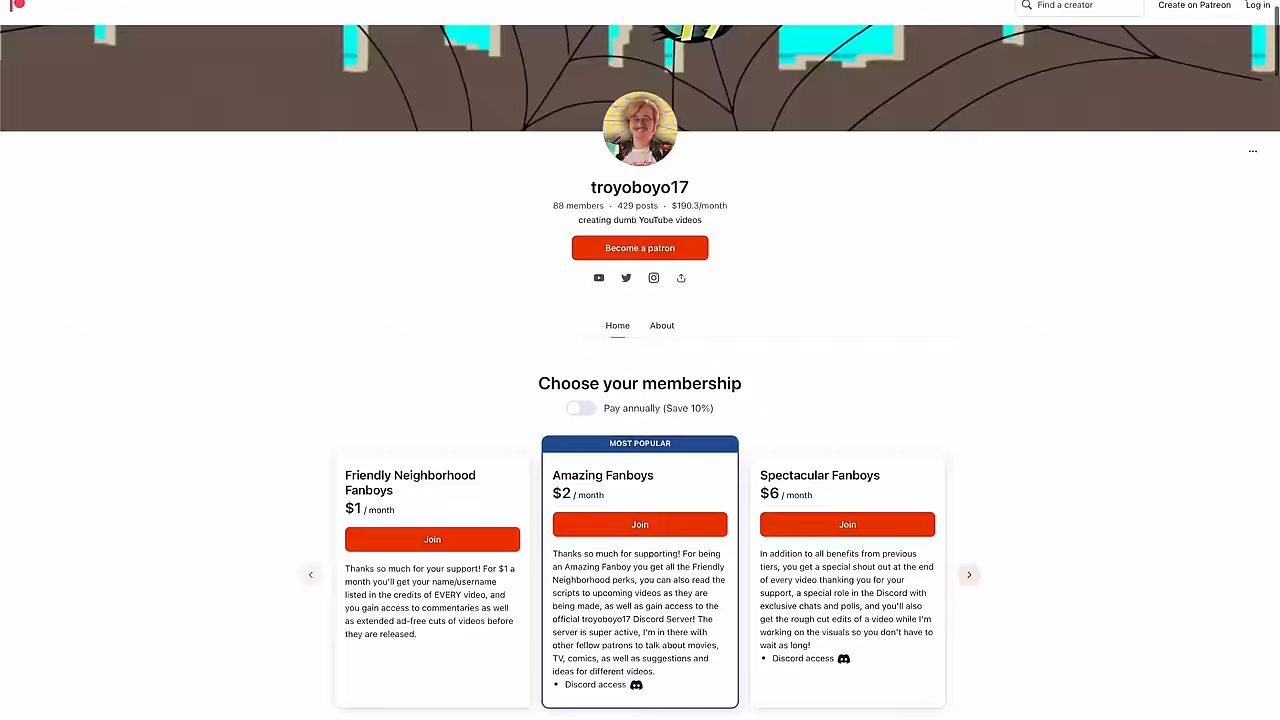 Find a creator
Create on Patreon
Log in
troyoboyo17
88 members · 429 posts · $190.3/month
creating dumb YouTube videos
Become a patron
Home
About
Choose your membership
Pay annually (Save 10%)
Friendly Neighborhood
Fanboys
$1 / month
Join
Thanks so much for your support! For $1 a
month you'll get your name/username
listed in the credits of EVERY video, and
you gain access to commentaries as well
as extended ad-free cuts of videos before
they are released.
MOST POPULAR
Amazing Fanboys
$2 / month
Join
Thanks so much for supporting! For being
an Amazing Fanboy you get all the Friendly
Neighborhood perks, you can also read the
scripts to upcoming videos as they are
being made, as well as gain access to the
official troyoboyo17 Discord Server! The
server is super active, I'm in there with
other fellow patrons to talk about movies,
TV, comics, as well as suggestions and
ideas for different videos.
• Discord access
Spectacular Fanboys
$6 / month
Join
In addition to all benefits from previous
tiers, you get a special shout out at the end
of every video thanking you for your
support, a special role in the Discord with
exclusive chats and polls, and you'll also
get the rough cut edits of a video while I'm
working on the visuals so you don't have to
wait as long!
• Discord access